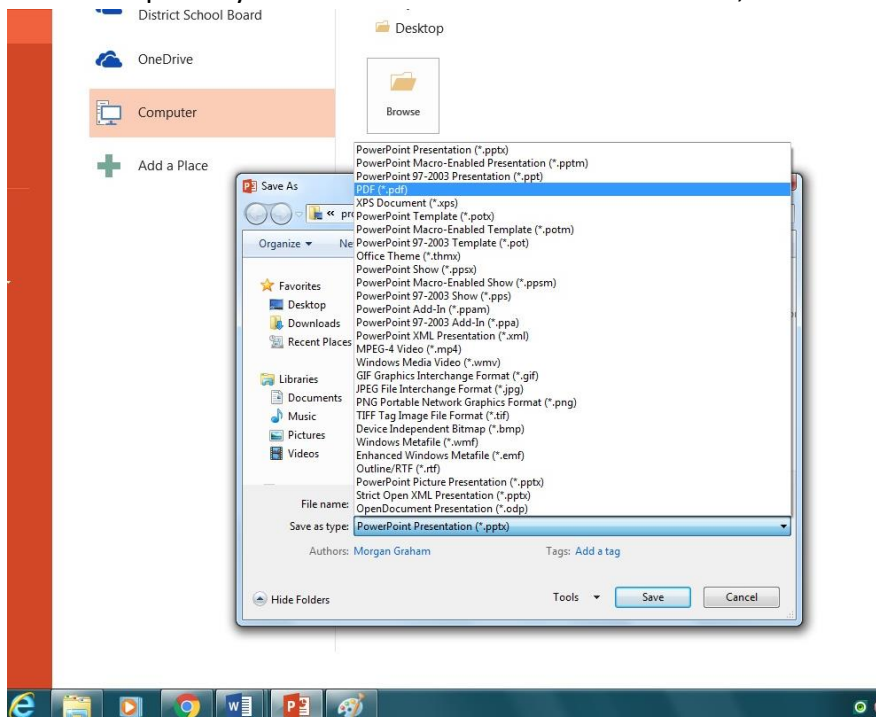 District School Board
Desktop
OneDrive
Computer
Browse
Add a Place
Save As
PowerPoint Presentation (*.pptx)
PowerPoint Macro-Enabled Presentation (*.pptm)
PowerPoint 97-2003 Presentation (*.ppt)
PDF (*.pdf)
XPS Document (*.xps)
PowerPoint Template (*.potx)
PowerPoint Macro-Enabled Template (*.potm)
PowerPoint 97-2003 Template (*.pot)
Office Theme (*.thmx)
PowerPoint Show (*.ppsx)
PowerPoint Macro-Enabled Show (*.ppsm)
PowerPoint 97-2003 Show (*.pps)
PowerPoint Add-In (*.ppam)
PowerPoint 97-2003 Add-In (*.ppa)
PowerPoint XML Presentation (*.xml)
MPEG-4 Video (*.mp4)
Windows Media Video (*.wmv)
GIF Graphics Interchange Format (*.gif)
JPEG File Interchange Format (*.jpg)
PNG Portable Network Graphics Format (*.png)
TIFF Tag Image File Format (*.tif)
Device Independent Bitmap (*.bmp)
Windows Metafile (*.wmf)
Enhanced Windows Metafile (*.emf)
Outline/RTF (*.rtf)
PowerPoint Picture Presentation (*.pptx)
Strict Open XML Presentation (*.pptx)
OpenDocument Presentation (*.odp)
« pr
Organize Ne
Favorites
Desktop
Downloads
Recent Places
Libraries
Documents
Music
Pictures
Videos
File name:
Save as type: PowerPoint Presentation (*.pptx)
Authors: Morgan Graham Tags: Add a tag
Hide Folders Tools Save Cancel